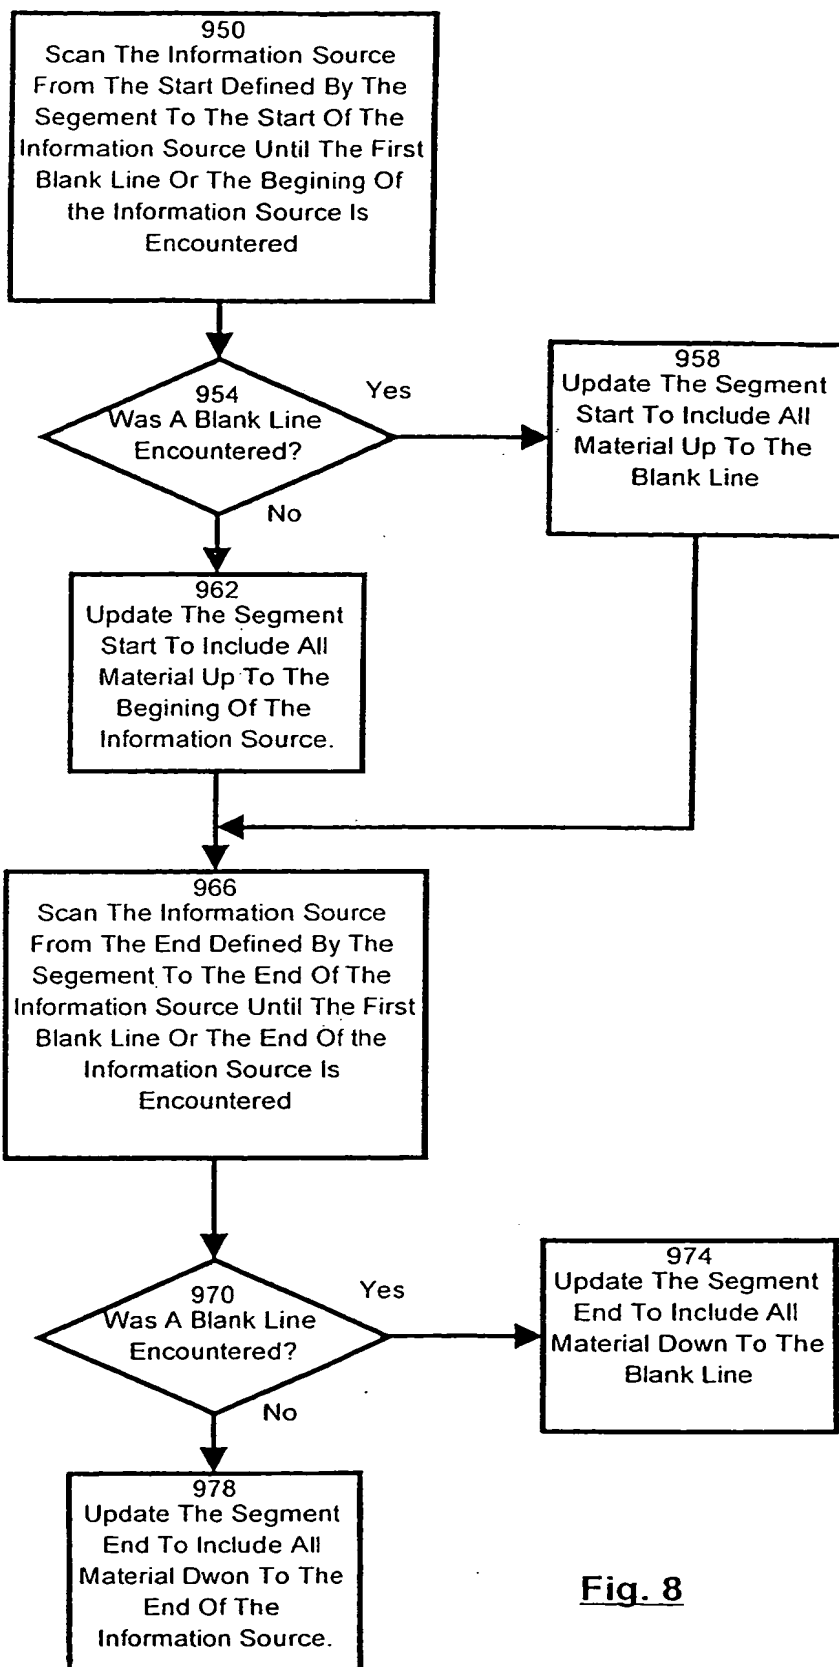 950
Scan The Information Source
From The Start Defined By The
Segement To The Start Of The
Information Source Until The First
Blank Line Or The Begining Of
the Information Source Is
Encountered
954
Was A Blank Line
Encountered?
Yes
No
958
Update The Segment
Start To Include All
Material Up To The
Blank Line
962
Update The Segment
Start To Include All
Material Up To The
Begining Of The
Information Source.
966
Scan The Information Source
From The End Defined By The
Segement To The End Of The
Information Source Until The First
Blank Line Or The End Of the
Information Source Is
Encountered
970
Was A Blank Line
Encountered?
Yes
No
974
Update The Segment
End To Include All
Material Down To The
Blank Line
978
Update The Segment
End To Include All
Material Dwon To The
End Of The
Information Source.
Fig. 8